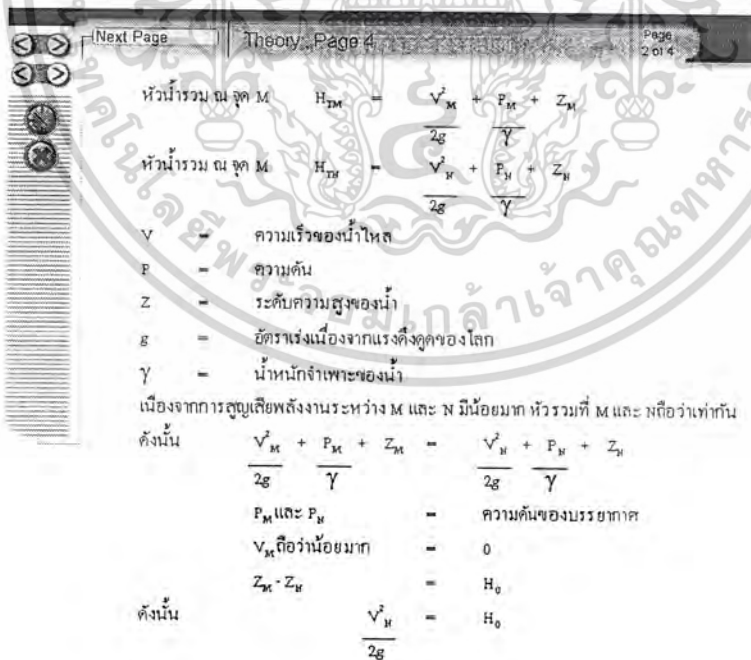 Next Page
Theory: Page 4
Page
2 of 4
หัวน้ำรวม ณ จุด M H_TM = V²_M/2g + P_M/γ + Z_M
หัวน้ำรวม ณ จุด M H_TN = V²_N/2g + P_N/γ + Z_N
V = ความเร็วของน้ำไหล
P = ความดัน
Z = ระดับความสูงของน้ำ
g = อัตราเร่งเนื่องจากแรงดึงดูดของโลก
γ = น้ำหนักจำเพาะของน้ำ
เนื่องจากการสูญเสียพลังงานระหว่าง M และ N มีน้อยมาก หัวรวมที่ M และ Nถือว่าเท่ากัน
ดังนั้น V²_M/2g + P_M/γ + Z_M = V²_N/2g + P_N/γ + Z_N
P_Mและ P_N = ความดันของบรรยากาศ
V_Mถือว่าน้อยมาก = 0
Z_M - Z_N = H_0
ดังนั้น V²_N/2g = H_0